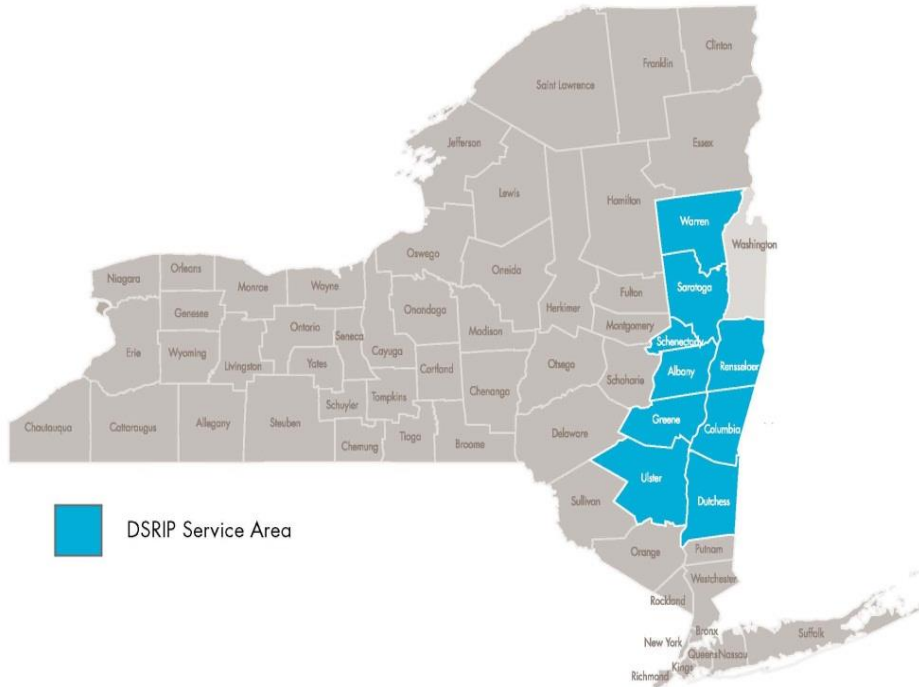 Clinton
Franklin
Saint Lawrence
Essex
Jefferson
Lewis
Hamilton
Warren
Washington
Oswego
Oneida
Saratoga
Niagara
Orleans
Monroe
Wayne
Fulton
Herkimer
Genesee
Onondaga
Montgomery
Ontario
Seneca
Madison
Schenectady
Erie
Wyoming
Livingston
Yates
Cayuga
Cortland
Otsego
Schoharie
Albany
Rensselaer
Chenango
Tompkins
Schuyler
Greene
Columbia
Chautauqua
Cattaraugus
Allegany
Steuben
Chemung
Tioga
Broome
Delaware
Ulster
Dutchess
Sullivan
DSRIP Service Area
Orange
Putnam
Westchester
Rockland
Bronx
Suffolk
New York
Queens
Nassau
Kings
Richmond